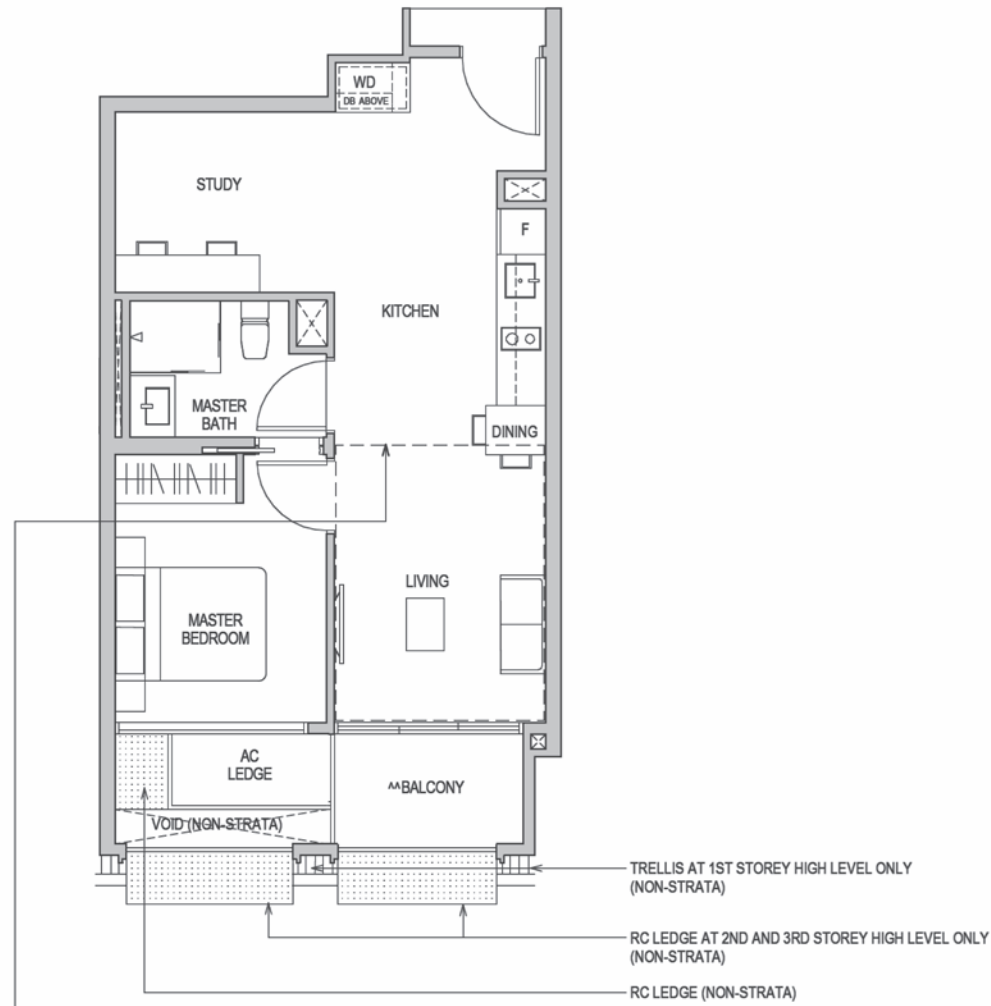 WD
DB ABOVE
STUDY
F
KITCHEN
MASTER
BATH
DINING
LIVING
MASTER
BEDROOM
AC
LEDGE
^^BALCONY
VOID (NON-STRATA)
TRELLIS AT 1ST STOREY HIGH LEVEL ONLY
(NON-STRATA)
RC LEDGE AT 2ND AND 3RD STOREY HIGH LEVEL ONLY
(NON-STRATA)
RC LEDGE (NON-STRATA)